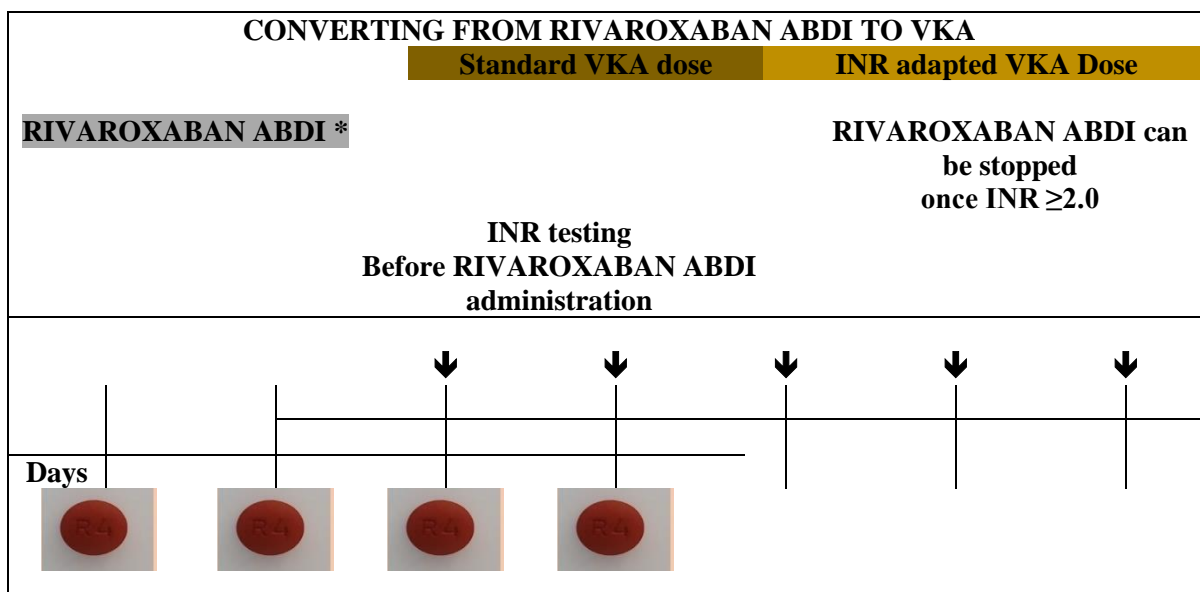 CONVERTING FROM RIVAROXABAN ABDI TO VKA
Standard VKA dose
INR adapted VKA Dose
RIVAROXABAN ABDI *
RIVAROXABAN ABDI can
be stopped
once INR ≥2.0
INR testing
Before RIVAROXABAN ABDI
administration
Days
R4
R4
R4
R4